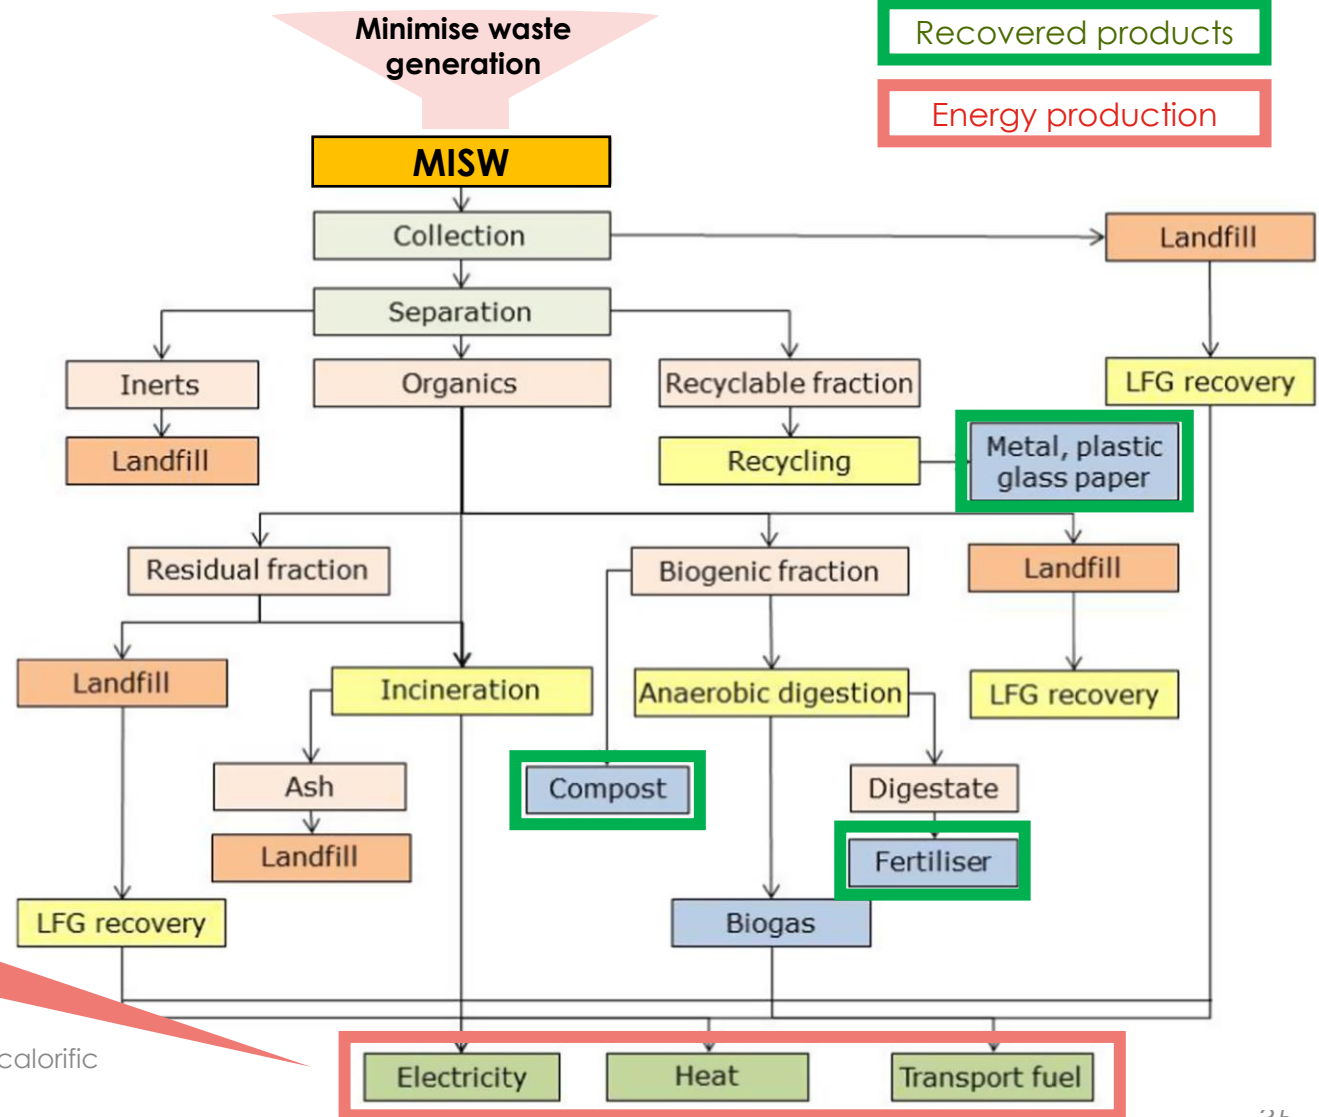 Minimise waste
generation
Recovered products
Energy production
MISW
Collection
Landfill
Separation
Inerts
Organics
Recyclable fraction
LFG recovery
Landfill
Recycling
Metal, plastic
glass paper
Residual fraction
Biogenic fraction
Landfill
Landfill
Incineration
Anaerobic digestion
LFG recovery
Ash
Compost
Digestate
Landfill
Fertiliser
LFG recovery
Biogas
calorific
Electricity
Heat
Transport fuel